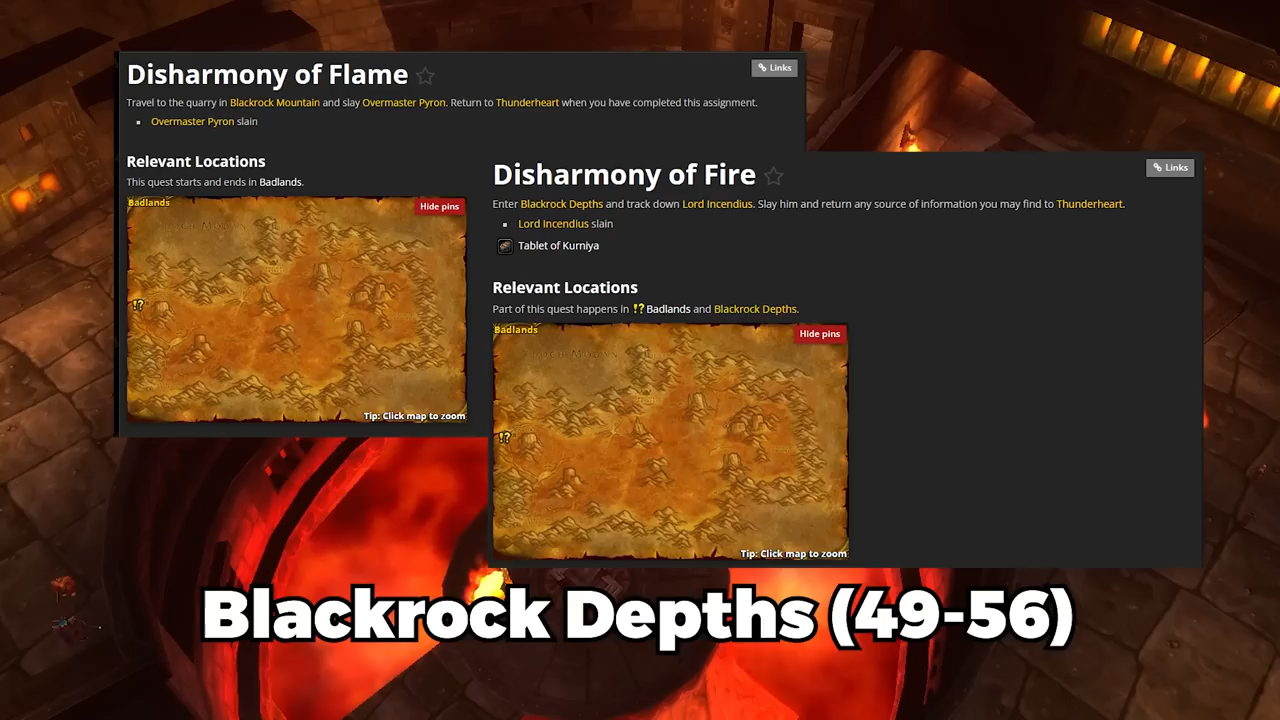 Disharmony of Flame
Links
Travel to the quarry in Blackrock Mountain and slay Overmaster Pyron. Return to Thunderheart when you have completed this assignment.
Overmaster Pyron slain
Relevant Locations
This quest starts and ends in Badlands.
Badlands
Hide pins
!?
Tip: Click map to zoom
Disharmony of Fire
Links
Enter Blackrock Depths and track down Lord Incendius. Slay him and return any source of information you may find to Thunderheart.
Lord Incendius slain
Tablet of Kurniya
Relevant Locations
Part of this quest happens in !? Badlands and Blackrock Depths.
Badlands
Hide pins
!?
Tip: Click map to zoom
Blackrock Depths (49-56)